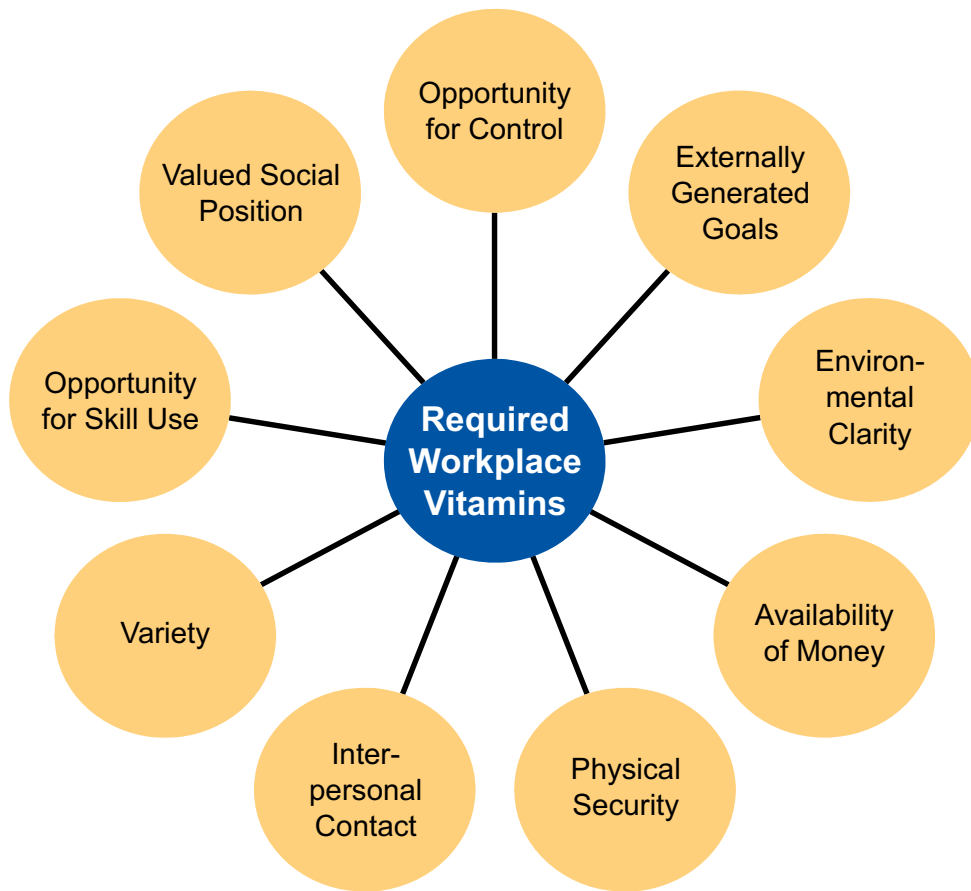 Opportunity
for Control
Externally
Generated
Goals
Environ-
mental
Clarity
Availability
of Money
Physical
Security
Inter-
personal
Contact
Variety
Opportunity
for Skill Use
Valued Social
Position
Required
Workplace
Vitamins